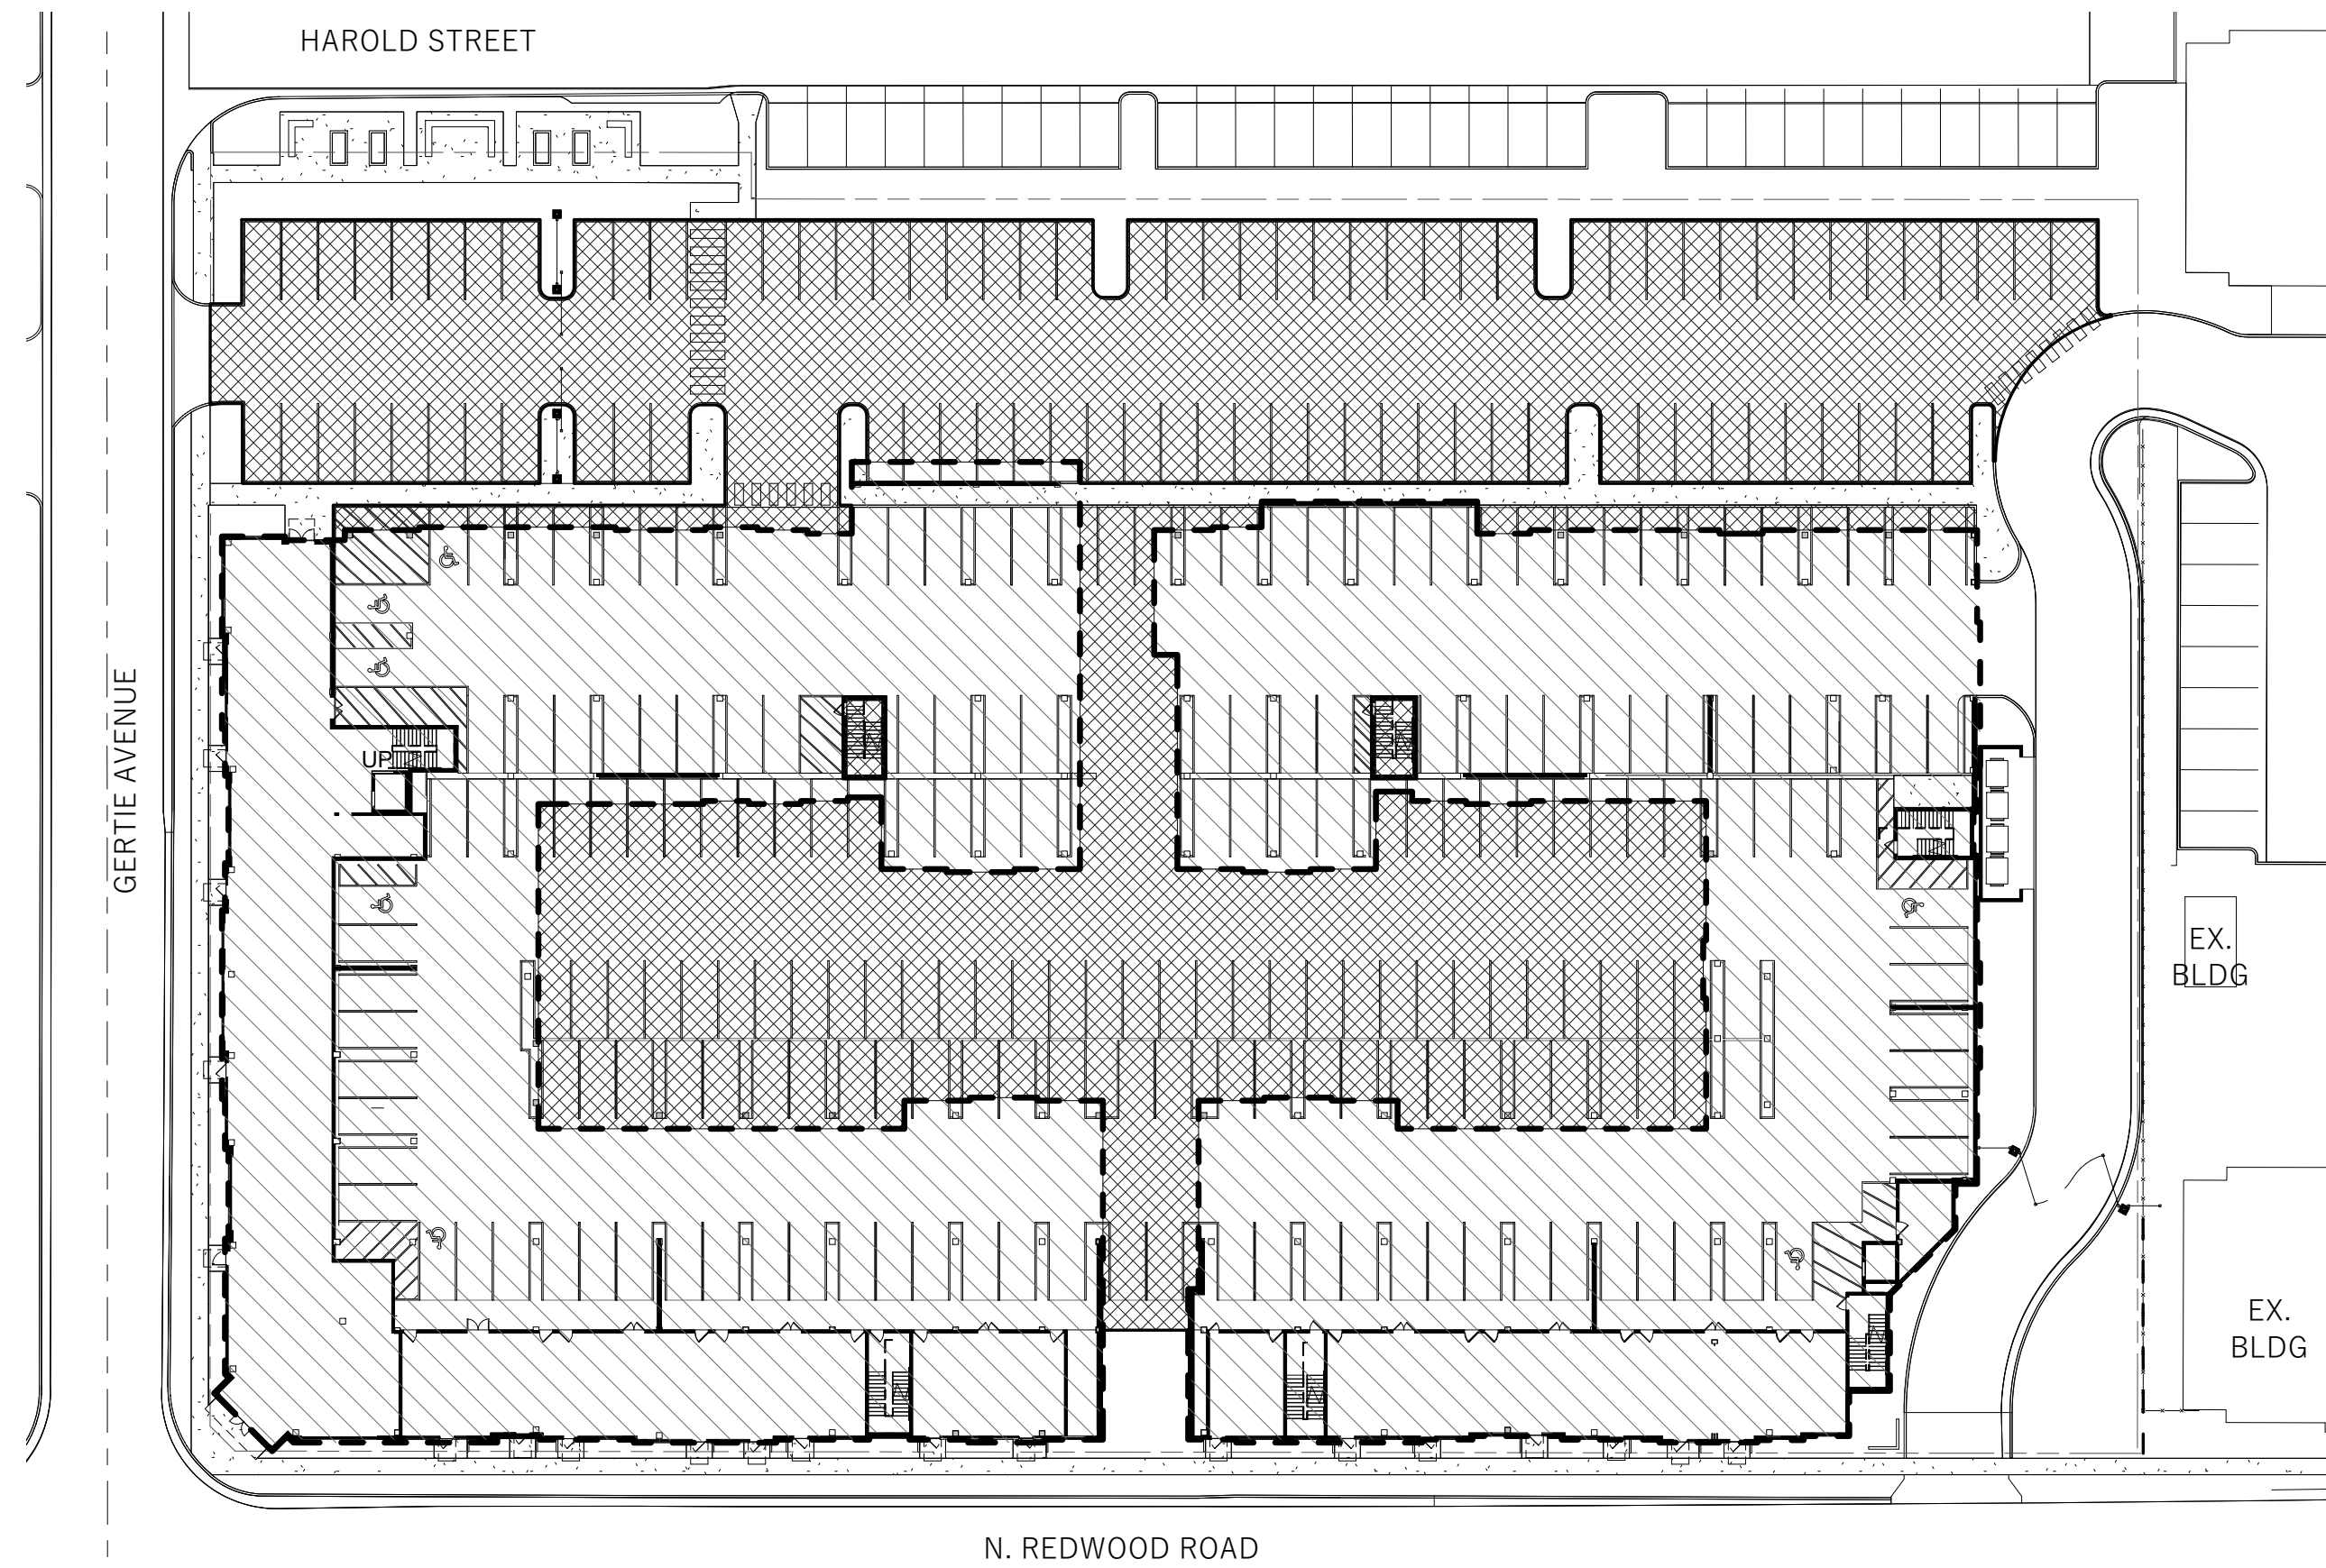 HAROLD STREET
GERTIE AVENUE
UP
EX.
BLDG
EX.
BLDG
N. REDWOOD ROAD